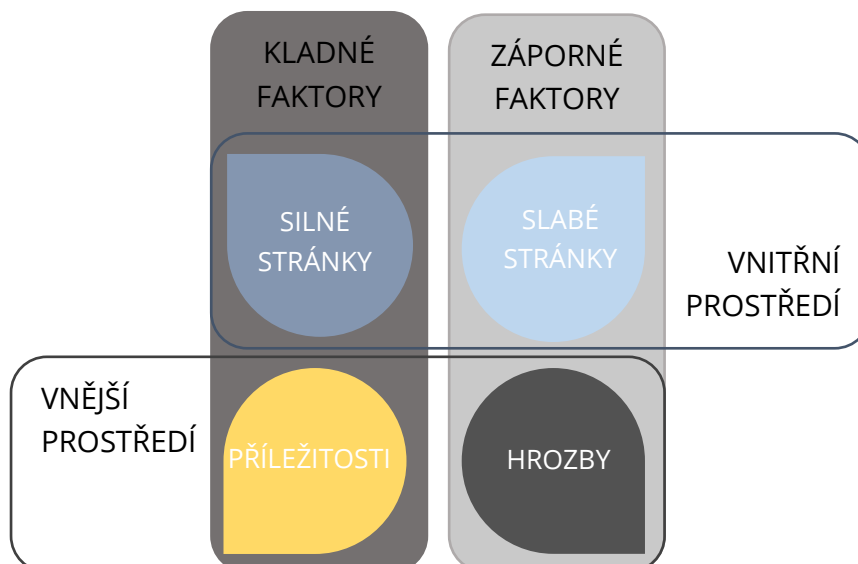 KLADNÉ
FAKTORY
ZÁPORNÉ
FAKTORY
SILNÉ
STRÁNKY
SLABÉ
STRÁNKY
VNITŘNÍ
PROSTŘEDÍ
VNĚJŠÍ
PROSTŘEDÍ
PŘÍLEŽITOSTI
HROZBY